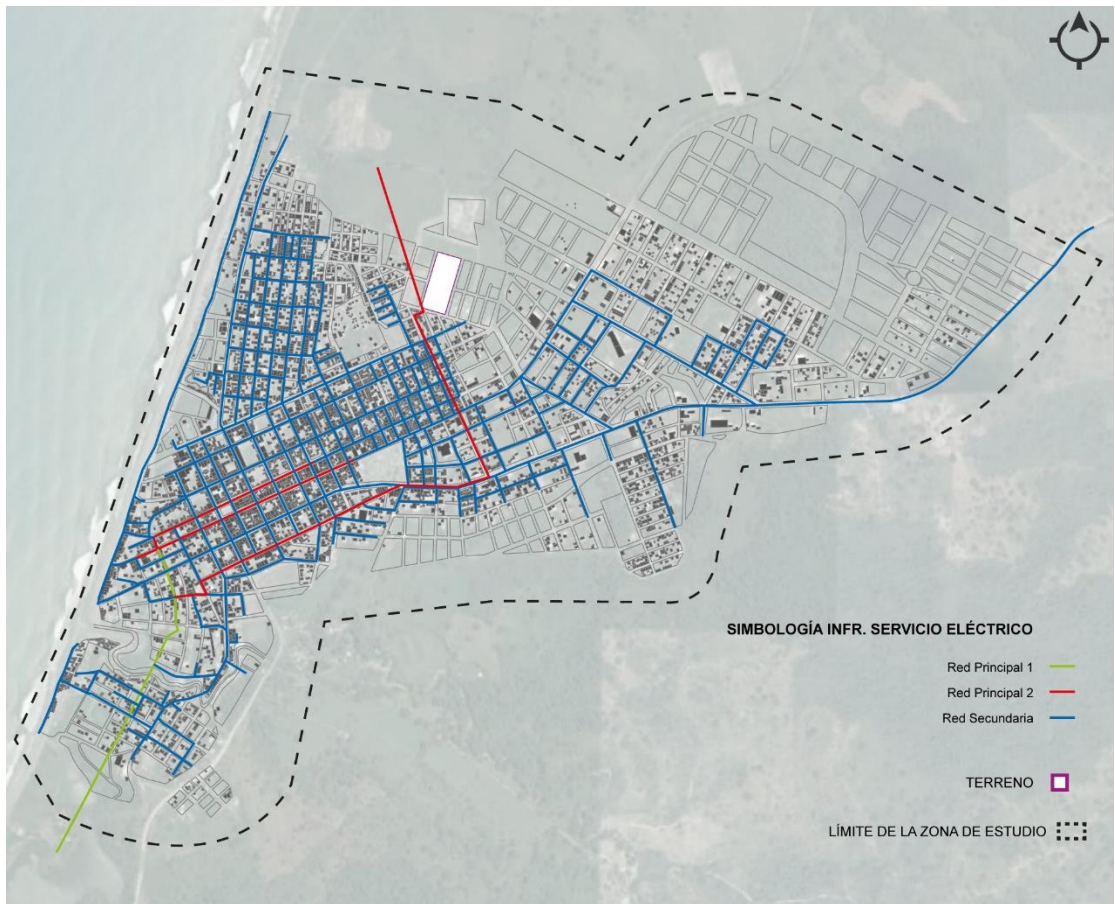 SIMBOLOGÍA INFR. SERVICIO ELÉCTRICO
Red Principal 1
Red Principal 2
Red Secundaria
TERRENO
LÍMITE DE LA ZONA DE ESTUDIO